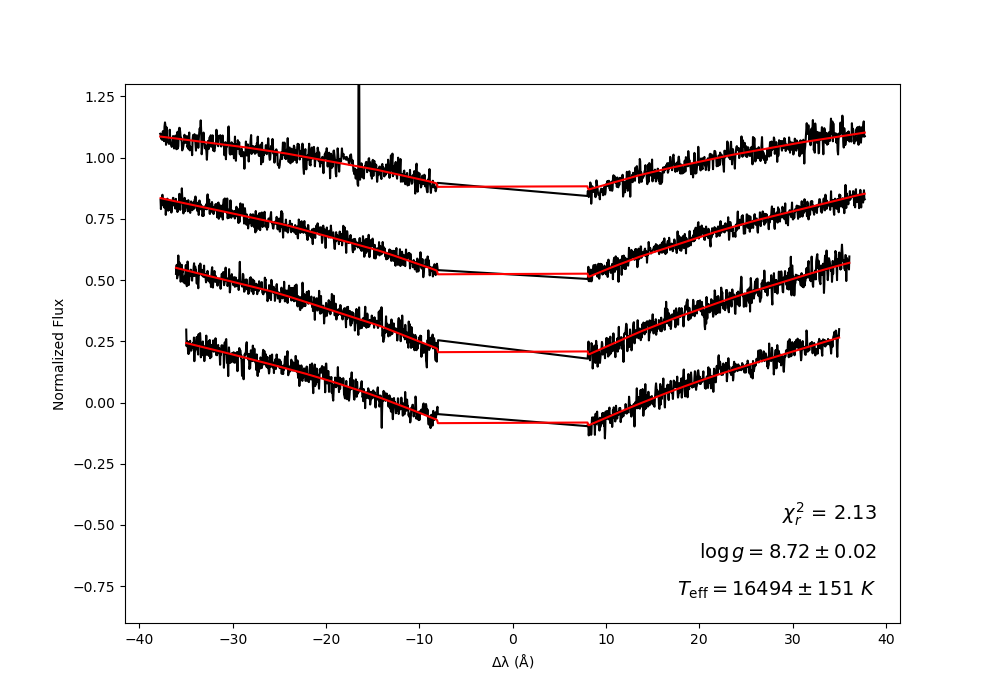 1.25
1.00
0.75
0.50
0.25
0.00
−0.25
−0.50
−0.75
Normalized Flux
χ²ᵣ = 2.13
log g = 8.72 ± 0.02
T_eff = 16494 ± 151 K
−40 −30 −20 −10 0 10 20 30 40
Δλ (Å)